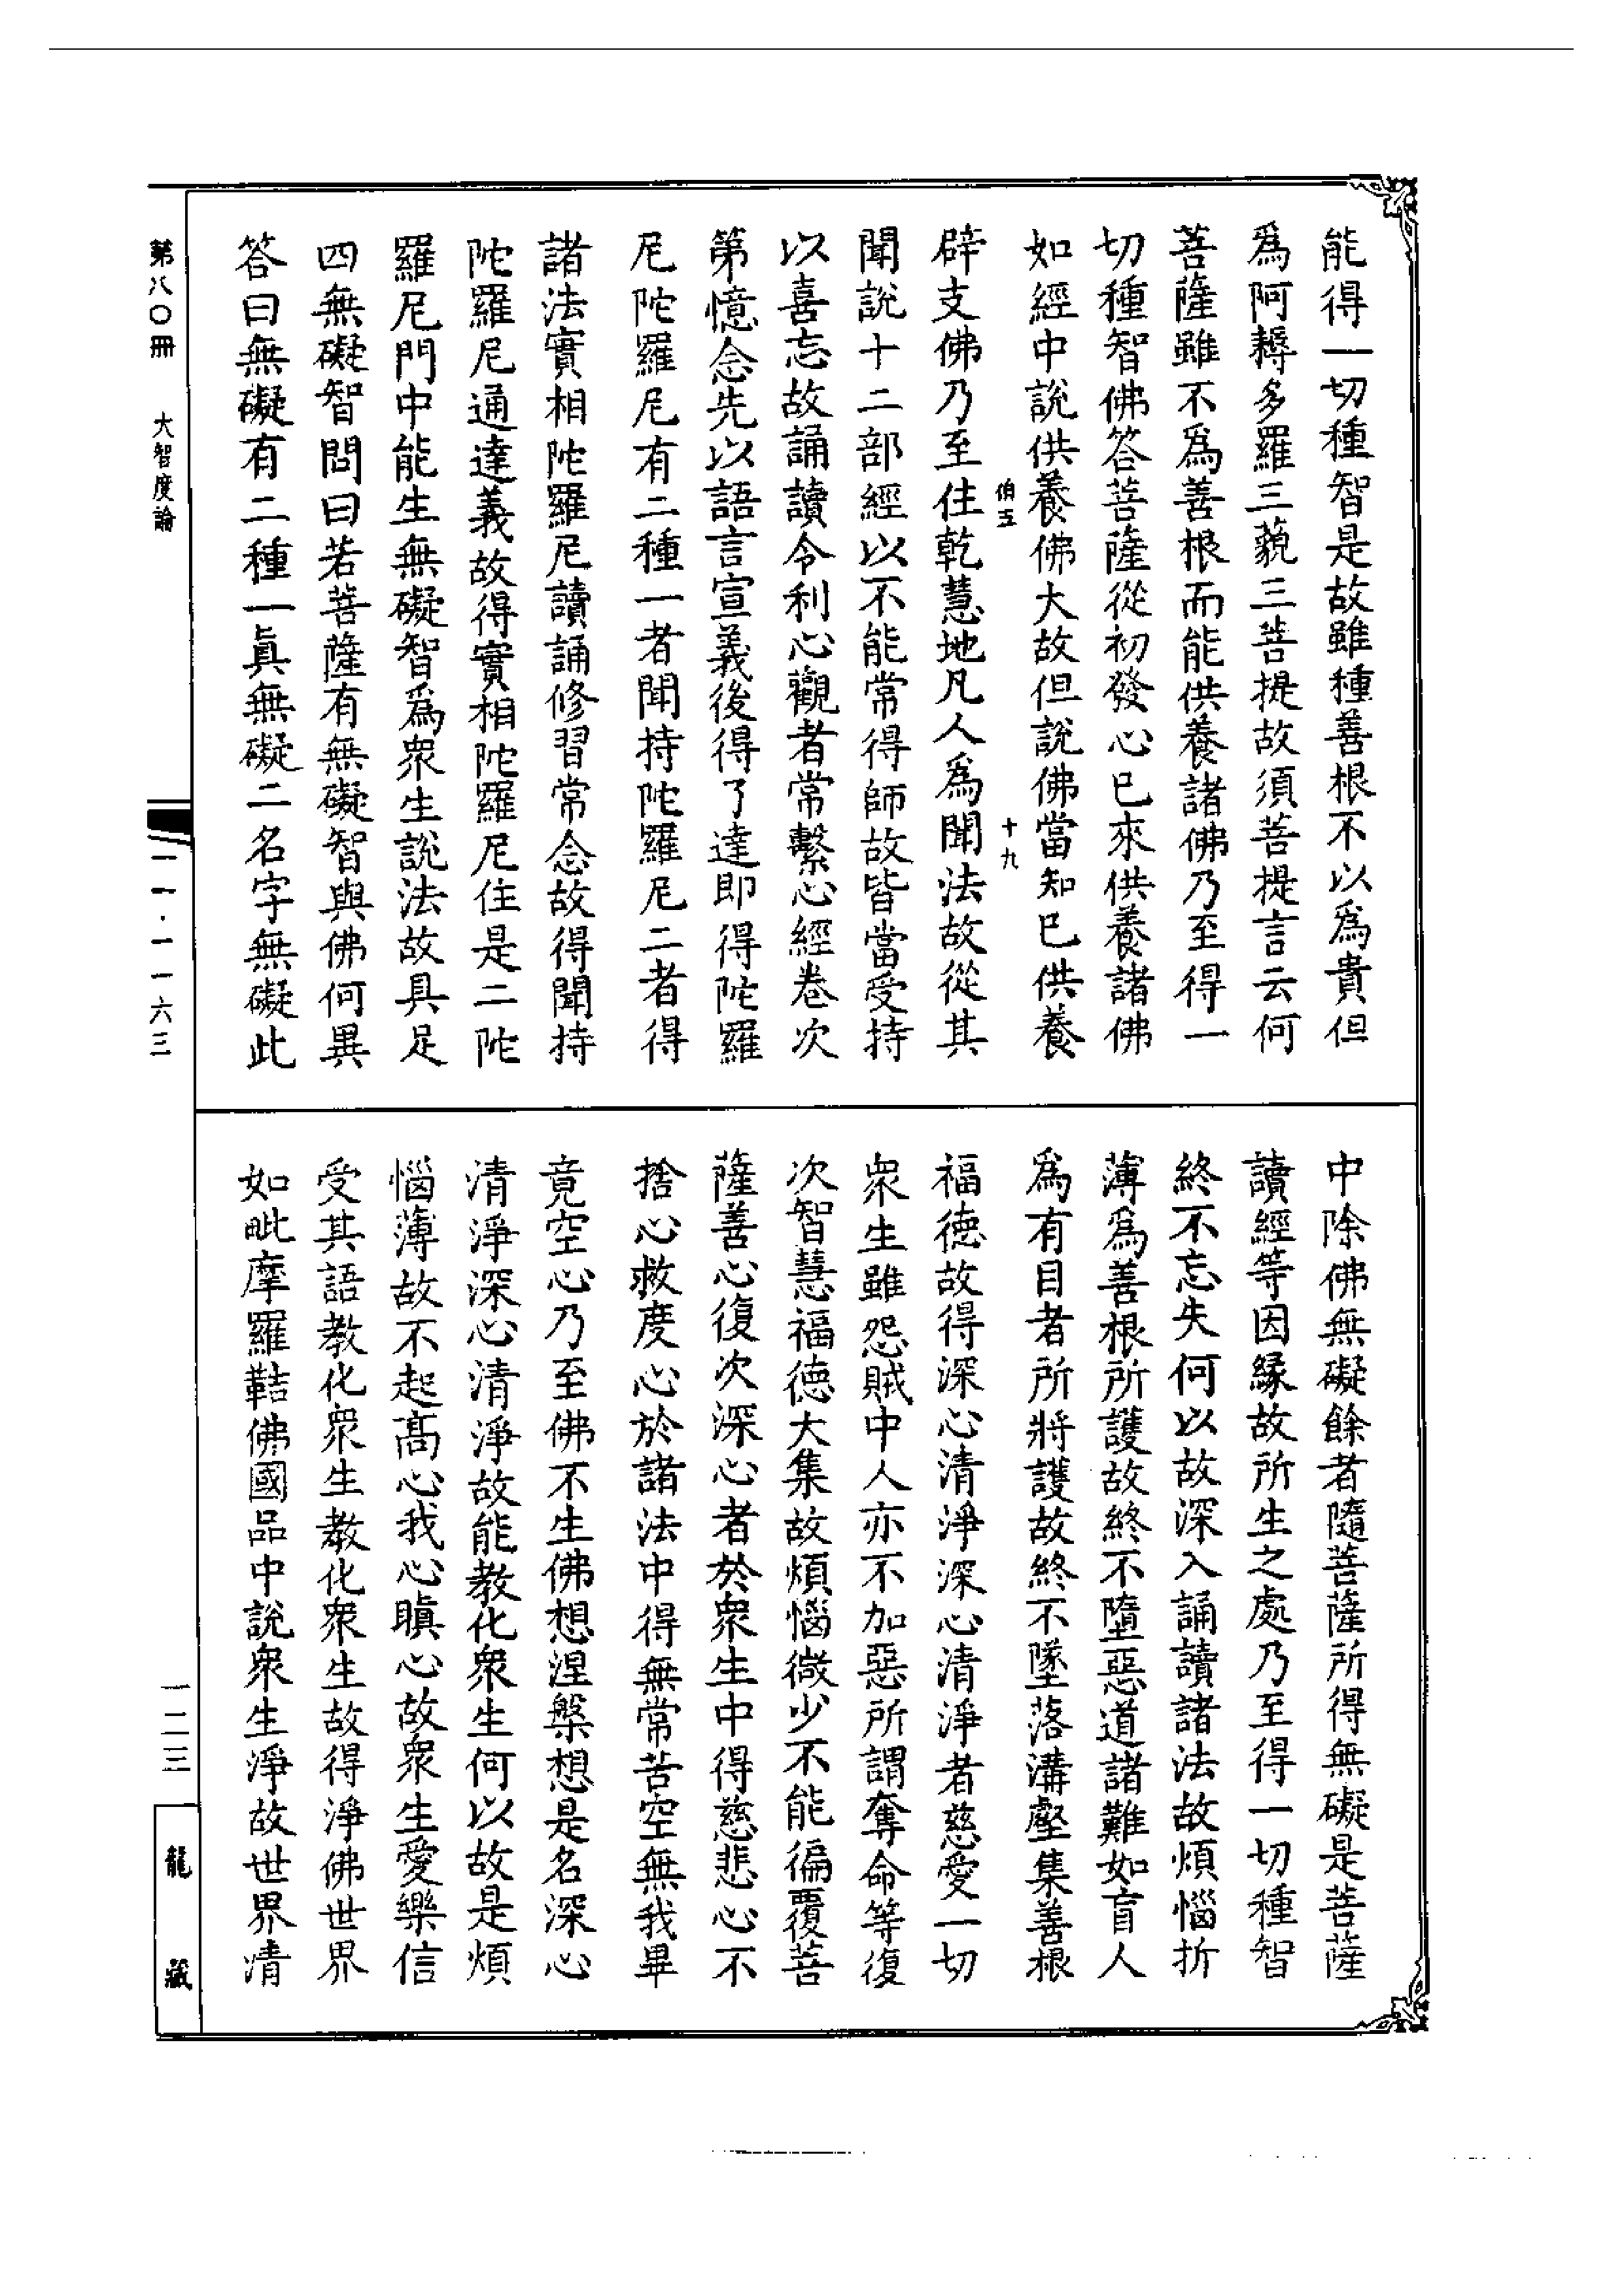 能得一切種智是故雖種善根不以爲貴但
爲阿耨多羅三藐三菩提故須菩提言云何
菩薩雖不爲善根而能供養諸佛乃至得一
切種智佛答菩薩從初發心已來供養諸佛
如經中說供養佛大故但說佛當知已供養
伯五 十九
辟支佛乃至住乾慧地凡人爲聞法故從其
聞說十二部經以不能常得師故皆當受持
以喜忘故誦讀令利心觀者常繫心經卷次
第憶念先以語言宣義後得了達即得陀羅
尼陀羅尼有二種一者聞持陀羅尼二者得
諸法實相陀羅尼讀誦修習常念故得聞持
陀羅尼通達義故得實相陀羅尼住是二陀
羅尼門中能生無礙智爲衆生說法故具足
四無礙智問曰若菩薩有無礙智與佛何異
答曰無礙有二種一眞無礙二名字無礙此
中除佛無礙餘者隨菩薩所得無礙是菩薩
讀經等因緣故所生之處乃至得一切種智
終不忘失何以故深入誦讀諸法故煩惱折
薄爲善根所護故終不墮惡道諸難如盲人
爲有目者所將護故終不墜落溝壑集善根
福德故得深心清淨深心清淨者慈愛一切
衆生雖怨賊中人亦不加惡所謂奪命等復
次智慧福德大集故煩惱微少不能徧覆菩
薩善心復次深心者於衆生中得慈悲心不
捨心救度心於諸法中得無常苦空無我畢
竟空心乃至佛不生佛想涅槃想是名深心
清淨深心清淨故能教化衆生何以故是煩
惱薄故不起高心我心瞋心故衆生愛樂信
受其語教化衆生教化衆生故得淨佛世界
如毗摩羅鞊佛國品中說衆生淨故世界清
第八〇冊 大智度論
一一·一一六三
一二三
龍藏